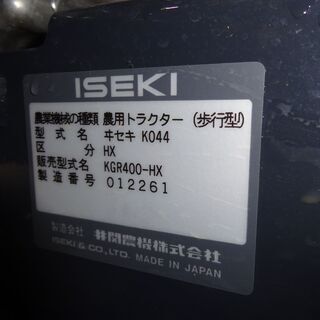 ISEKI
農業機械の種類 農用トラクター (歩行型)
型式名 ヰセキ K044
区分 HX
販売型式名 KGR400-HX
製造番号 012261
製造会社 井関農機株式会社
ISEKI & CO., LTD. MADE IN JAPAN